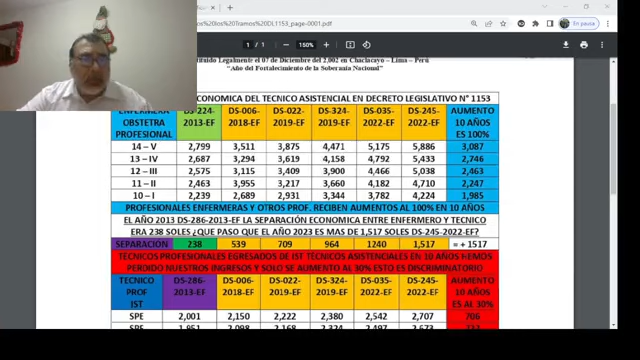 los los Tramos DL1153_page-0001.pdf
En pausa
1 / 1
150%
tituido Legalmente el 07 de Diciembre del 2,002 en Chaclacayo – Lima – Perú
"Año del Fortalecimiento de la Soberanía Nacional"
ECONOMICA DEL TECNICO ASISTENCIAL EN DECRETO LEGISLATIVO N° 1153
ENFERMERA OBSTETRA PROFESIONAL DS-224-2013-EF DS-006-2018-EF DS-022-2019-EF DS-324-2019-EF DS-035-2022-EF DS-245-2022-EF AUMENTO 10 AÑOS ES 100%
14 – V 2,799 3,511 3,875 4,471 5,175 5,886 3,087
13 – IV 2,687 3,294 3,619 4,158 4,792 5,433 2,746
12 – III 2,575 3,115 3,409 3,900 4,466 5,038 2,463
11 – II 2,463 3,955 3,217 3,660 4,182 4,710 2,247
10 – I 2,239 2,689 2,931 3,344 3,782 4,224 1,985
PROFESIONALES ENFERMERAS Y OTROS PROF. RECIBEN AUMENTOS AL 100% EN 10 AÑOS
EL AÑO 2013 DS-286-2013-EF LA SEPARACIÓN ECONOMICA ENTRE ENFERMERO Y TECNICO
ERA 238 SOLES ¿QUE PASO QUE EL AÑO 2023 ES MAS DE 1,517 SOLES DS-245-2022-EF?
SEPARACIÓN 238 539 709 964 1240 1,517 = + 1517
TECNICOS PROFESIONALES EGRESADOS DE IST TÉCNICOS ASISTENCIALES EN 10 AÑOS HEMOS
PERDIDO NUESTROS INGRESOS Y SOLO SE AUMENTO AL 30% ESTO ES DISCRIMINATORIO
TECNICO PROF IST DS-286-2013-EF DS-006-2018-EF DS-022-2019-EF DS-324-2019-EF DS-035-2022-EF DS-245-2022-EF AUMENTO 10 AÑOS ES AL 30%
SPE 2,001 2,150 2,222 2,380 2,542 2,707 706